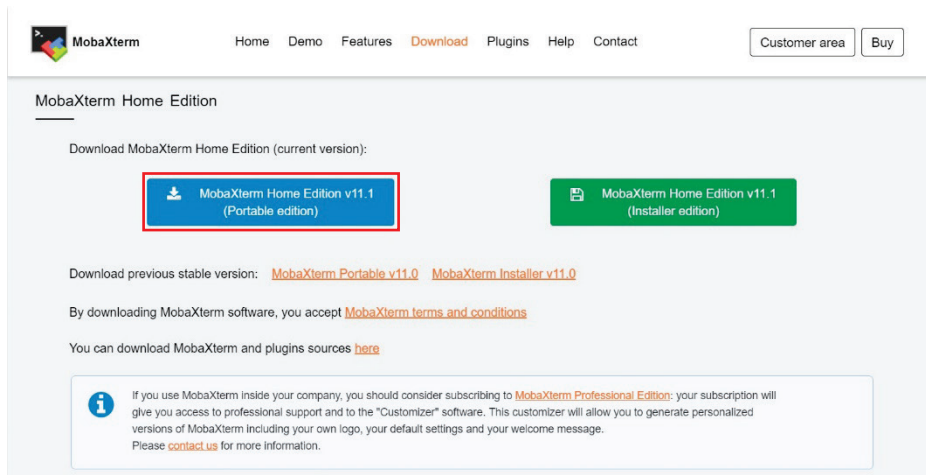 MobaXterm
Home Demo Features Download Plugins Help Contact
Customer area
Buy
MobaXterm Home Edition
Download MobaXterm Home Edition (current version):
MobaXterm Home Edition v11.1
(Portable edition)
MobaXterm Home Edition v11.1
(Installer edition)
Download previous stable version: MobaXterm Portable v11.0 MobaXterm Installer v11.0
By downloading MobaXterm software, you accept MobaXterm terms and conditions
You can download MobaXterm and plugins sources here
If you use MobaXterm inside your company, you should consider subscribing to MobaXterm Professional Edition: your subscription will
give you access to professional support and to the "Customizer" software. This customizer will allow you to generate personalized
versions of MobaXterm including your own logo, your default settings and your welcome message.
Please contact us for more information.